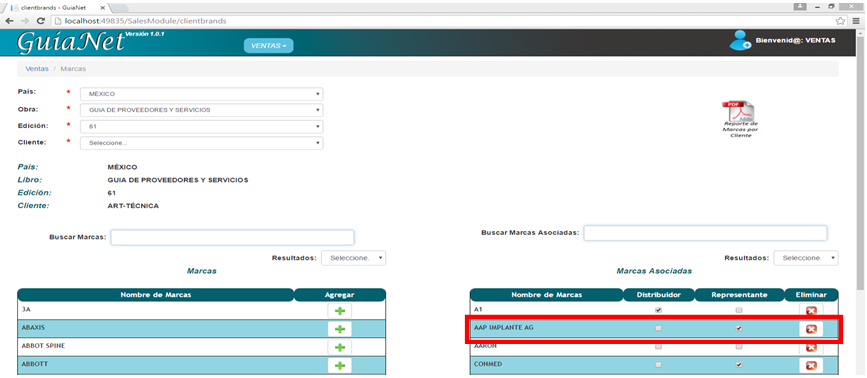 clientbrands - GuiaNet
localhost:49835/SalesModule/clientbrands
GuíaNet Versión 1.0.1
VENTAS
Bienvenid@: VENTAS
Ventas / Marcas
País: * MÉXICO
Obra: * GUIA DE PROVEEDORES Y SERVICIOS
Edición: * 61
Cliente: * Seleccione...
PDF
Adobe
Reporte de
Marcas por
Cliente
País: MÉXICO
Libro: GUIA DE PROVEEDORES Y SERVICIOS
Edición: 61
Cliente: ART-TÉCNICA
Buscar Marcas:
Resultados: Seleccione.
Marcas
Nombre de Marcas Agregar
3A
ABAXIS
ABBOT SPINE
ABBOTT
Buscar Marcas Asociadas:
Resultados: Seleccione.
Marcas Asociadas
Nombre de Marcas Distribuidor Representante Eliminar
A1
AAP IMPLANTE AG
AARON
CONMED